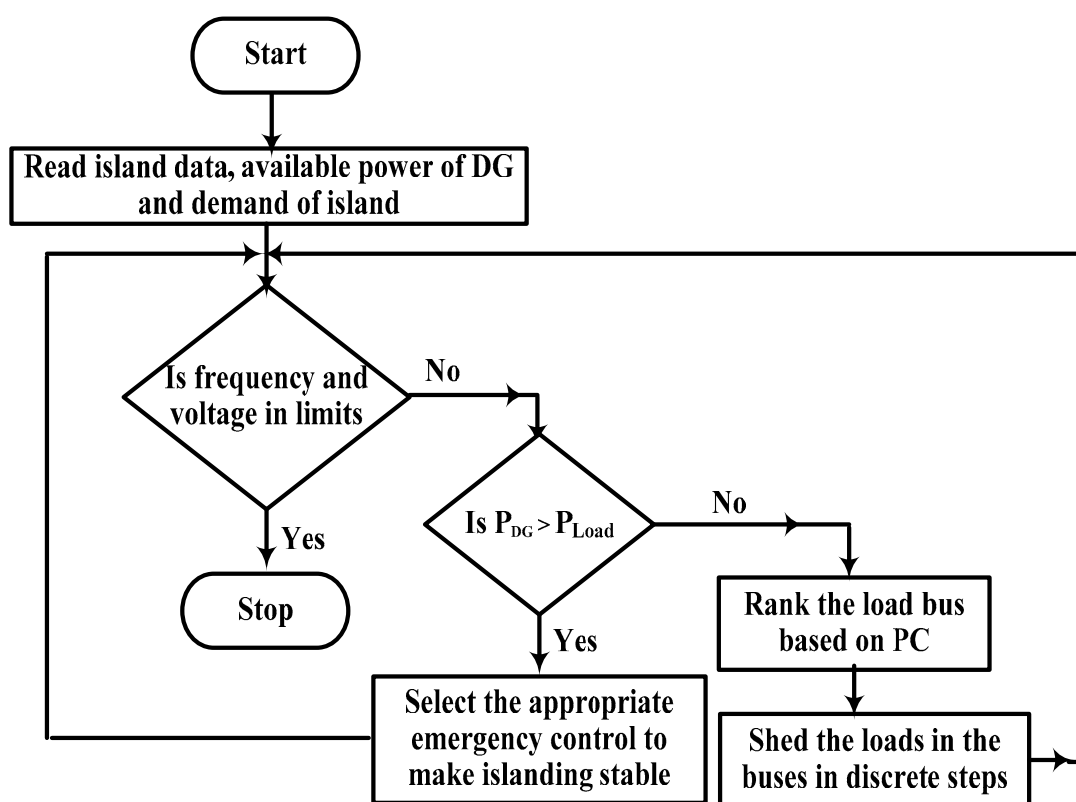 Start
Read island data, available power of DG
and demand of island
Is frequency and
voltage in limits
No
Yes
Stop
Is P_DG > P_Load
No
Yes
Rank the load bus
based on PC
Select the appropriate
emergency control to
make islanding stable
Shed the loads in the
buses in discrete steps